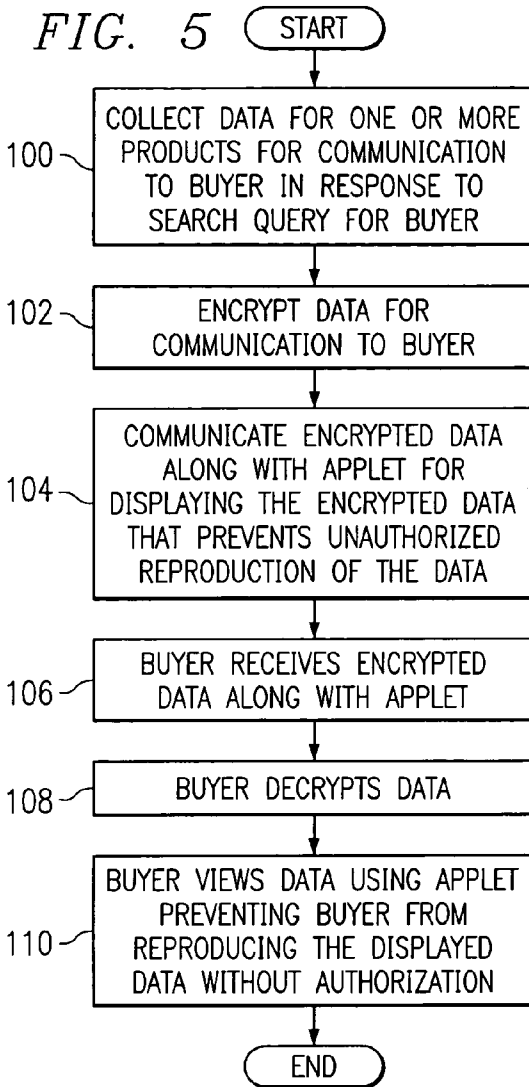 FIG. 5
START
100
COLLECT DATA FOR ONE OR MORE
PRODUCTS FOR COMMUNICATION
TO BUYER IN RESPONSE TO
SEARCH QUERY FOR BUYER
102
ENCRYPT DATA FOR
COMMUNICATION TO BUYER
104
COMMUNICATE ENCRYPTED DATA
ALONG WITH APPLET FOR
DISPLAYING THE ENCRYPTED DATA
THAT PREVENTS UNAUTHORIZED
REPRODUCTION OF THE DATA
106
BUYER RECEIVES ENCRYPTED
DATA ALONG WITH APPLET
108
BUYER DECRYPTS DATA
110
BUYER VIEWS DATA USING APPLET
PREVENTING BUYER FROM
REPRODUCING THE DISPLAYED
DATA WITHOUT AUTHORIZATION
END